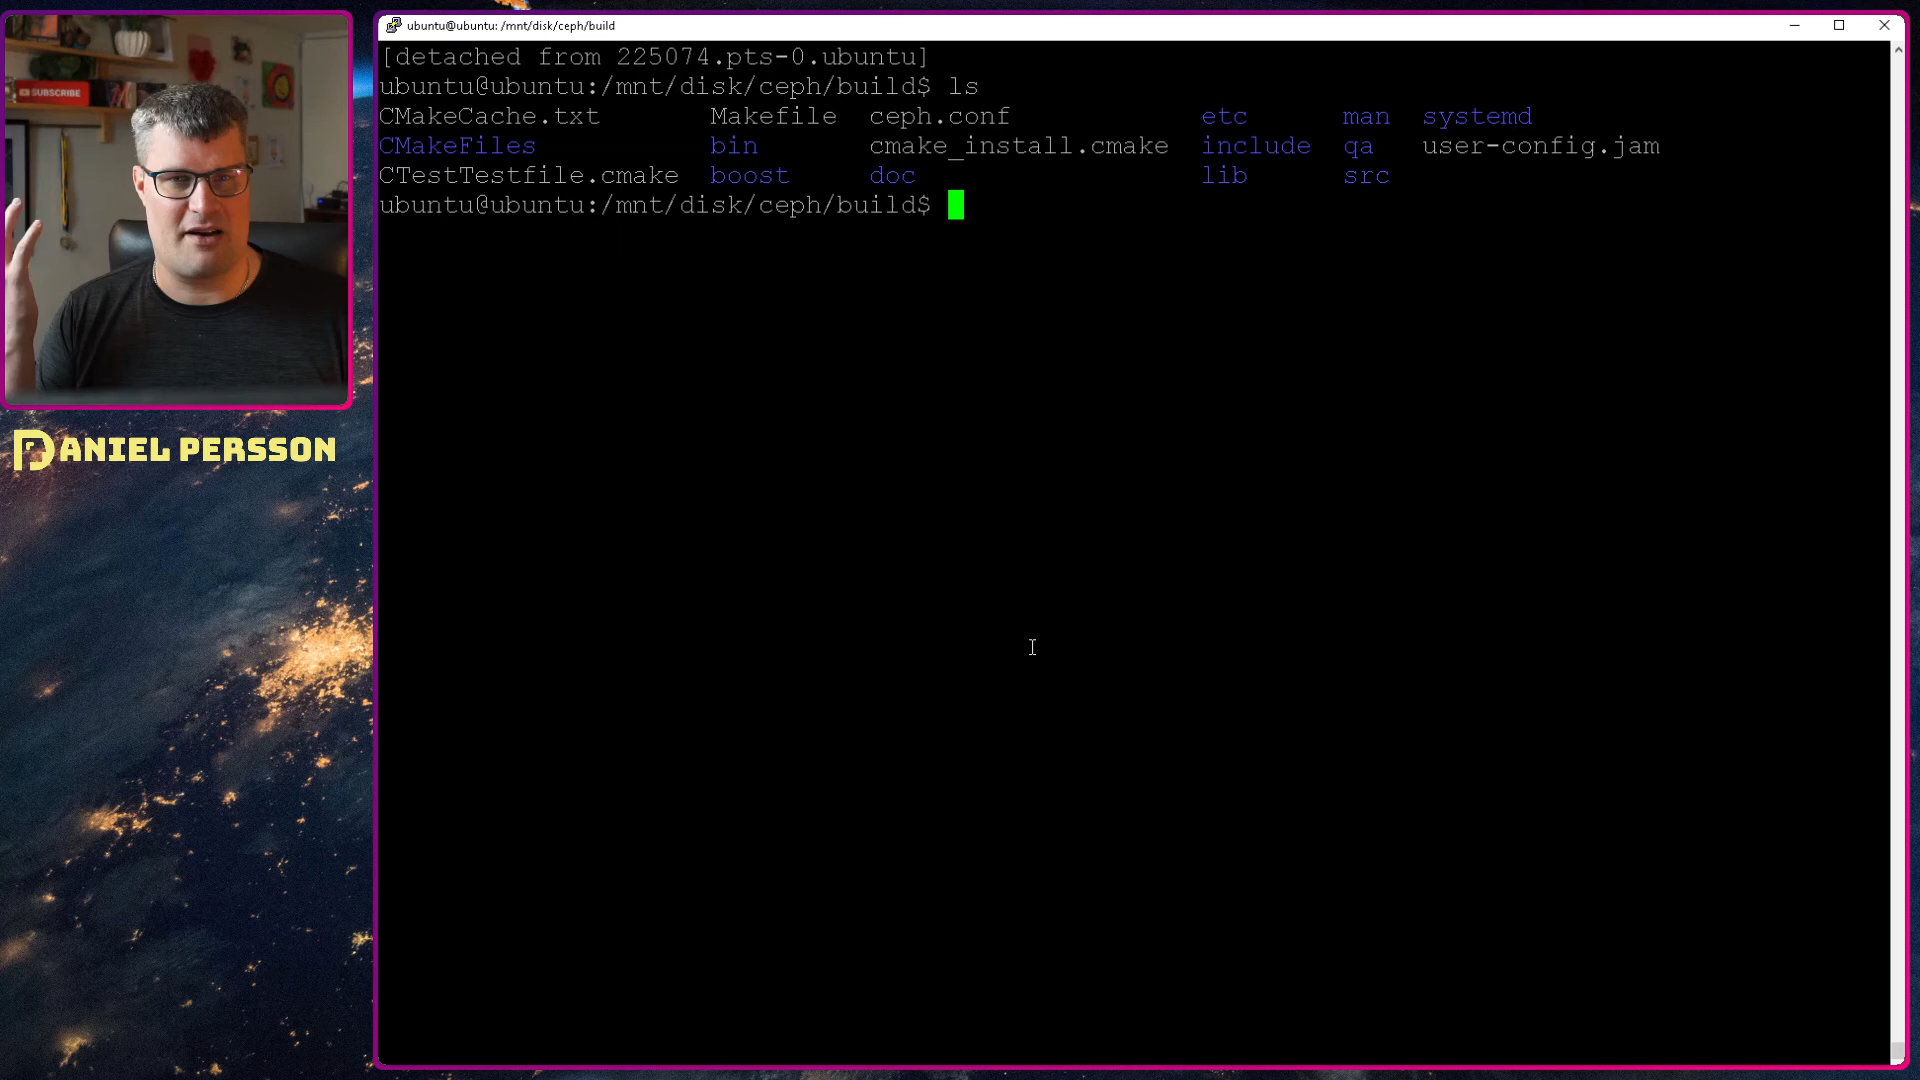 SUBSCRIBE
DANIEL PERSSON
ubuntu@ubuntu: /mnt/disk/ceph/build
[detached from 225074.pts-0.ubuntu]
ubuntu@ubuntu:/mnt/disk/ceph/build$ ls
CMakeCache.txt Makefile ceph.conf etc man systemd
CMakeFiles bin cmake_install.cmake include qa user-config.jam
CTestTestfile.cmake boost doc lib src
ubuntu@ubuntu:/mnt/disk/ceph/build$